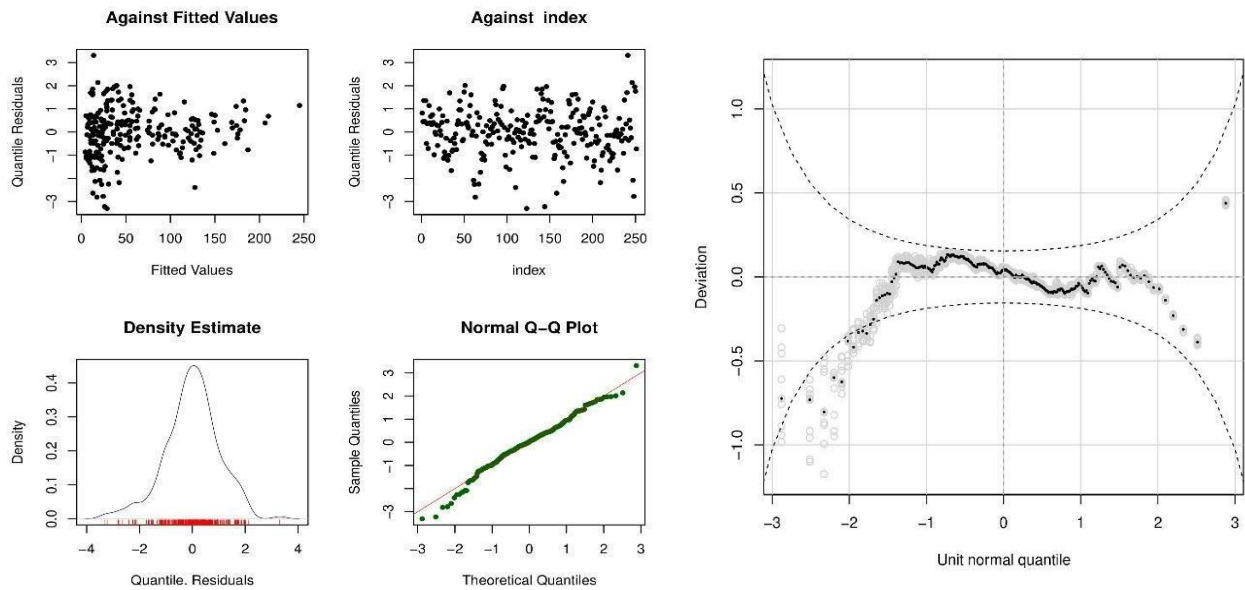 Against Fitted Values
Quantile Residuals
3
2
1
0
−1
−3
0 50 100 150 200 250
Fitted Values
Against index
Quantile Residuals
3
2
1
0
−1
−3
0 50 100 150 200 250
index
Density Estimate
Density
0.4
0.3
0.2
0.1
0.0
−4 −2 0 2 4
Quantile. Residuals
Normal Q−Q Plot
Sample Quantiles
3
2
1
0
−1
−3
−3 −2 −1 0 1 2 3
Theoretical Quantiles
Deviation
1.0
0.5
0.0
−0.5
−1.0
−3 −2 −1 0 1 2 3
Unit normal quantile